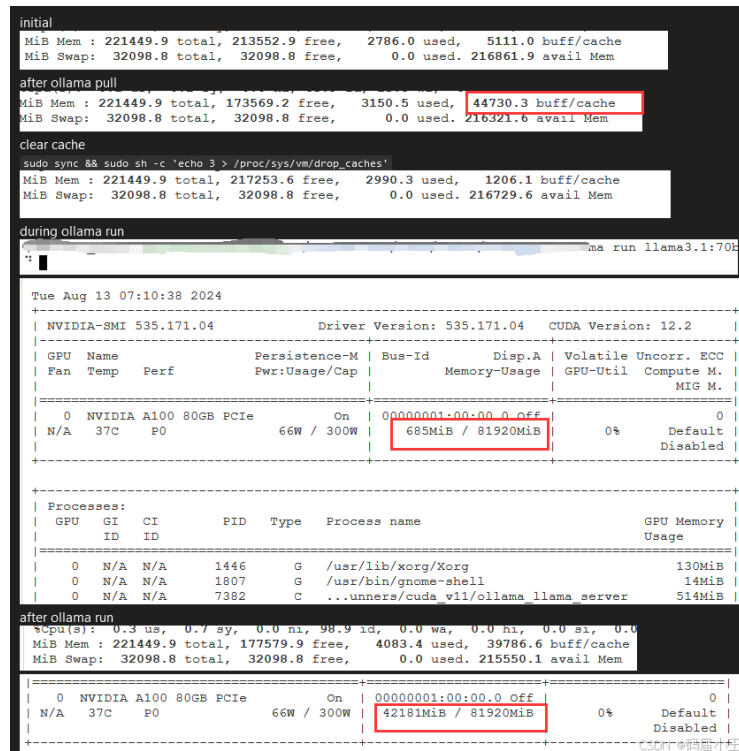 initial
MiB Mem : 221449.9 total, 213552.9 free, 2786.0 used, 5111.0 buff/cache
MiB Swap: 32098.8 total, 32098.8 free, 0.0 used. 216861.9 avail Mem
after ollama pull
MiB Mem : 221449.9 total, 173569.2 free, 3150.5 used, 44730.3 buff/cache
MiB Swap: 32098.8 total, 32098.8 free, 0.0 used. 216321.6 avail Mem
clear cache
sudo sync && sudo sh -c 'echo 3 > /proc/sys/vm/drop_caches'
MiB Mem : 221449.9 total, 217253.6 free, 2990.3 used, 1206.1 buff/cache
MiB Swap: 32098.8 total, 32098.8 free, 0.0 used. 216729.6 avail Mem
during ollama run
ma run llama3.1:70b
Tue Aug 13 07:10:38 2024
| NVIDIA-SMI 535.171.04 Driver Version: 535.171.04 CUDA Version: 12.2 |
| GPU Name Persistence-M | Bus-Id Disp.A | Volatile Uncorr. ECC |
| Fan Temp Perf Pwr:Usage/Cap | Memory-Usage | GPU-Util Compute M. |
| | | MIG M. |
| 0 NVIDIA A100 80GB PCIe On | 00000001:00:00.0 Off | 0 |
| N/A 37C P0 66W / 300W | 685MiB / 81920MiB | 0% Default |
| | | Disabled |
| Processes: |
| GPU GI CI PID Type Process name GPU Memory |
| ID ID Usage |
| 0 N/A N/A 1446 G /usr/lib/xorg/Xorg 130MiB |
| 0 N/A N/A 1807 G /usr/bin/gnome-shell 14MiB |
| 0 N/A N/A 7382 C ...unners/cuda_v11/ollama_llama_server 514MiB |
after ollama run
%Cpu(s): 0.3 us, 0.7 sy, 0.0 ni, 98.9 id, 0.0 wa, 0.0 hi, 0.0 si, 0.0
MiB Mem : 221449.9 total, 177579.9 free, 4083.4 used, 39786.6 buff/cache
MiB Swap: 32098.8 total, 32098.8 free, 0.0 used. 215550.1 avail Mem
| 0 NVIDIA A100 80GB PCIe On | 00000001:00:00.0 Off | 0 |
| N/A 37C P0 66W / 300W | 42181MiB / 81920MiB | 0% Default |
| | | Disabled |
CSDN @码届小王